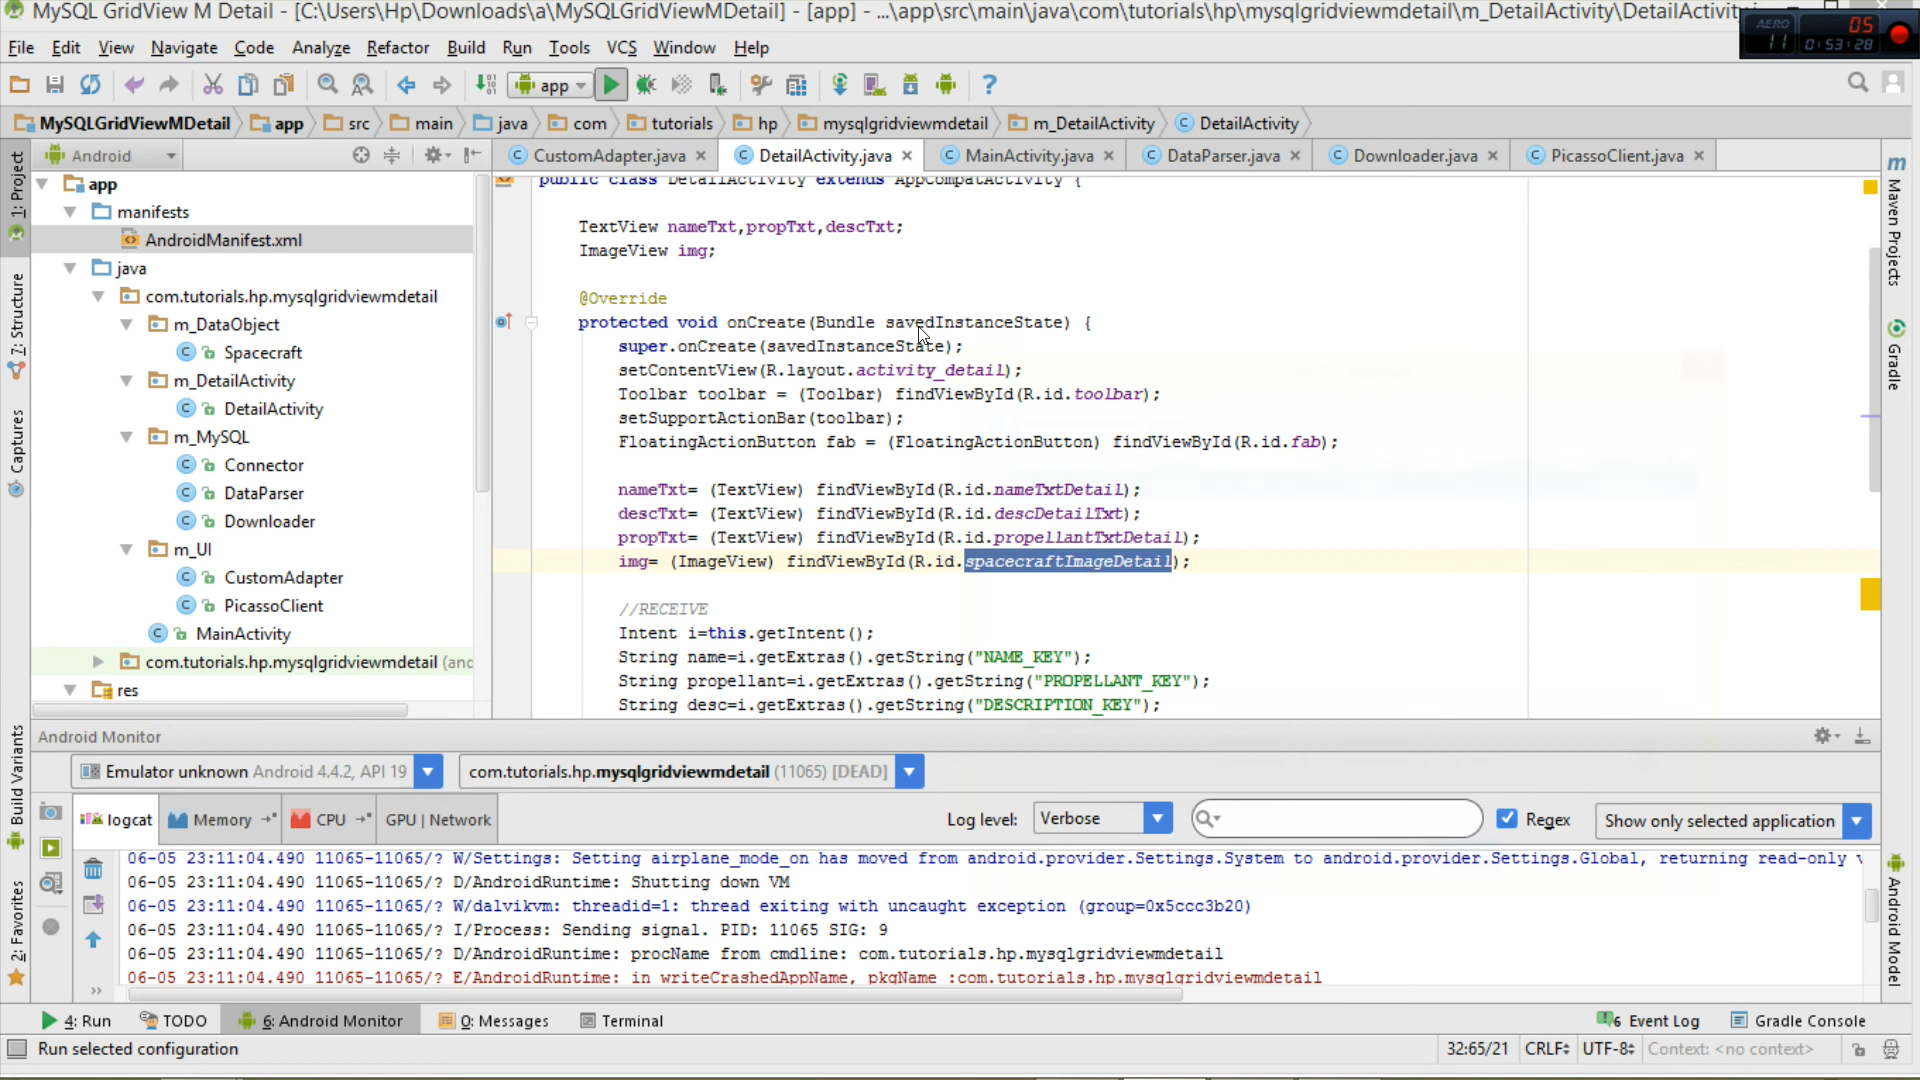 MySQL GridView M Detail - [C:\Users\Hp\Downloads\a\MySQLGridViewMDetail] - [app] - ...\app\src\main\java\com\tutorials\hp\mysqlgridviewmdetail\m_DetailActivity\DetailActivity.
AERO 11 05 0:53:28
File Edit View Navigate Code Analyze Refactor Build Run Tools VCS Window Help
app
MySQLGridViewMDetail app src main java com tutorials hp mysqlgridviewmdetail m_DetailActivity DetailActivity
Android
CustomAdapter.java DetailActivity.java MainActivity.java DataParser.java Downloader.java PicassoClient.java
1: Project
7: Structure
Captures
Build Variants
2: Favorites
app
manifests
AndroidManifest.xml
java
com.tutorials.hp.mysqlgridviewmdetail
m_DataObject
Spacecraft
m_DetailActivity
DetailActivity
m_MySQL
Connector
DataParser
Downloader
m_UI
CustomAdapter
PicassoClient
MainActivity
com.tutorials.hp.mysqlgridviewmdetail (and
res
public class DetailActivity extends AppCompatActivity {
TextView nameTxt,propTxt,descTxt;
ImageView img;
@Override
protected void onCreate(Bundle savedInstanceState) {
super.onCreate(savedInstanceState);
setContentView(R.layout.activity_detail);
Toolbar toolbar = (Toolbar) findViewById(R.id.toolbar);
setSupportActionBar(toolbar);
FloatingActionButton fab = (FloatingActionButton) findViewById(R.id.fab);
nameTxt= (TextView) findViewById(R.id.nameTxtDetail);
descTxt= (TextView) findViewById(R.id.descDetailTxt);
propTxt= (TextView) findViewById(R.id.propellantTxtDetail);
img= (ImageView) findViewById(R.id.spacecraftImageDetail);
//RECEIVE
Intent i=this.getIntent();
String name=i.getExtras().getString("NAME_KEY");
String propellant=i.getExtras().getString("PROPELLANT_KEY");
String desc=i.getExtras().getString("DESCRIPTION_KEY");
m Maven Projects
Gradle
Android Model
Android Monitor
Emulator unknown Android 4.4.2, API 19 com.tutorials.hp.mysqlgridviewmdetail (11065) [DEAD]
logcat Memory CPU GPU | Network Log level: Verbose Regex Show only selected application
06-05 23:11:04.490 11065-11065/? W/Settings: Setting airplane_mode_on has moved from android.provider.Settings.System to android.provider.Settings.Global, returning read-only v
06-05 23:11:04.490 11065-11065/? D/AndroidRuntime: Shutting down VM
06-05 23:11:04.490 11065-11065/? W/dalvikvm: threadid=1: thread exiting with uncaught exception (group=0x5ccc3b20)
06-05 23:11:04.490 11065-11065/? I/Process: Sending signal. PID: 11065 SIG: 9
06-05 23:11:04.490 11065-11065/? D/AndroidRuntime: procName from cmdline: com.tutorials.hp.mysqlgridviewmdetail
06-05 23:11:04.490 11065-11065/? E/AndroidRuntime: in writeCrashedAppName, pkgName :com.tutorials.hp.mysqlgridviewmdetail
4: Run TODO 6: Android Monitor 0: Messages Terminal 6 Event Log Gradle Console
Run selected configuration 32:65/21 CRLF UTF-8 Context: <no context>